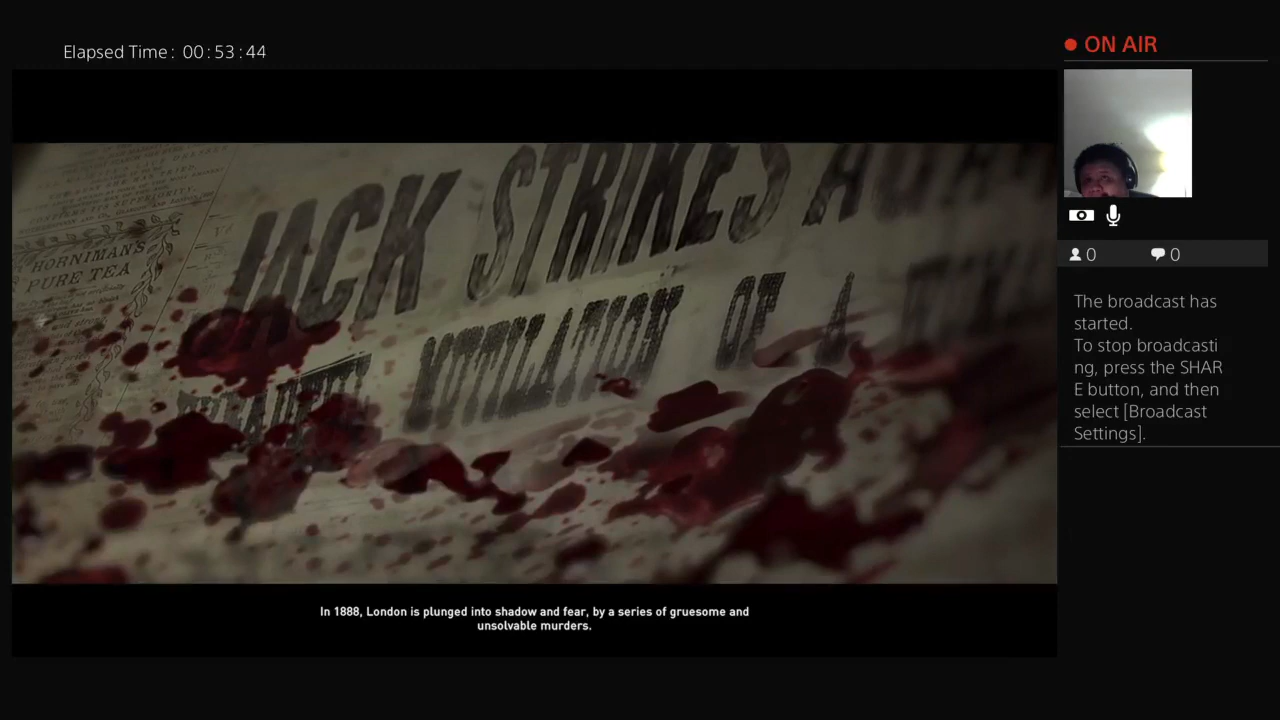 Elapsed Time: 00:53:44
ON AIR
JACK STRIKES
MUTILATION OF A
HORNIMAN'S
PURE TEA
0
0
The broadcast has
started.
To stop broadcasti
ng, press the SHAR
E button, and then
select [Broadcast
Settings].
In 1888, London is plunged into shadow and fear, by a series of gruesome and
unsolvable murders.